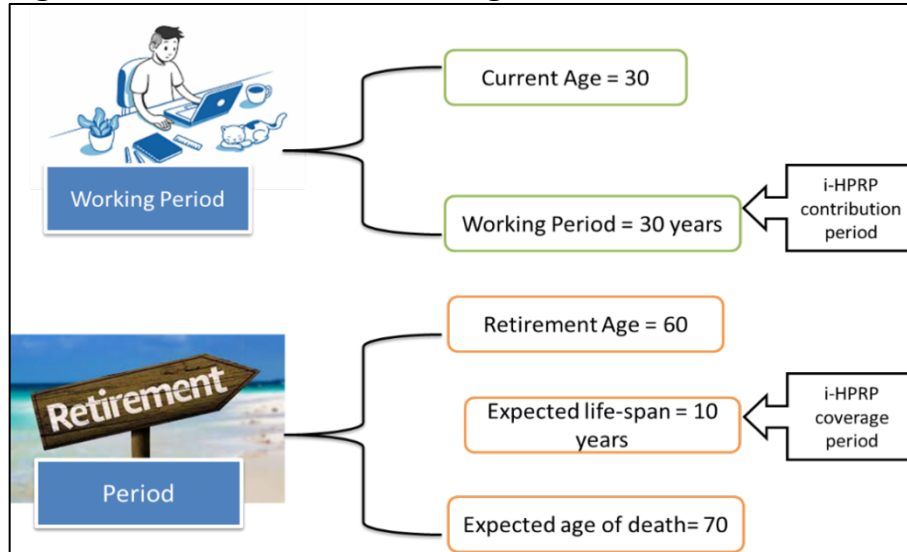 Current Age = 30
Working Period
Working Period = 30 years
i-HPRP
contribution
period
Retirement Age = 60
Retirement
Expected life-span = 10
years
i-HPRP
coverage
period
Period
Expected age of death= 70